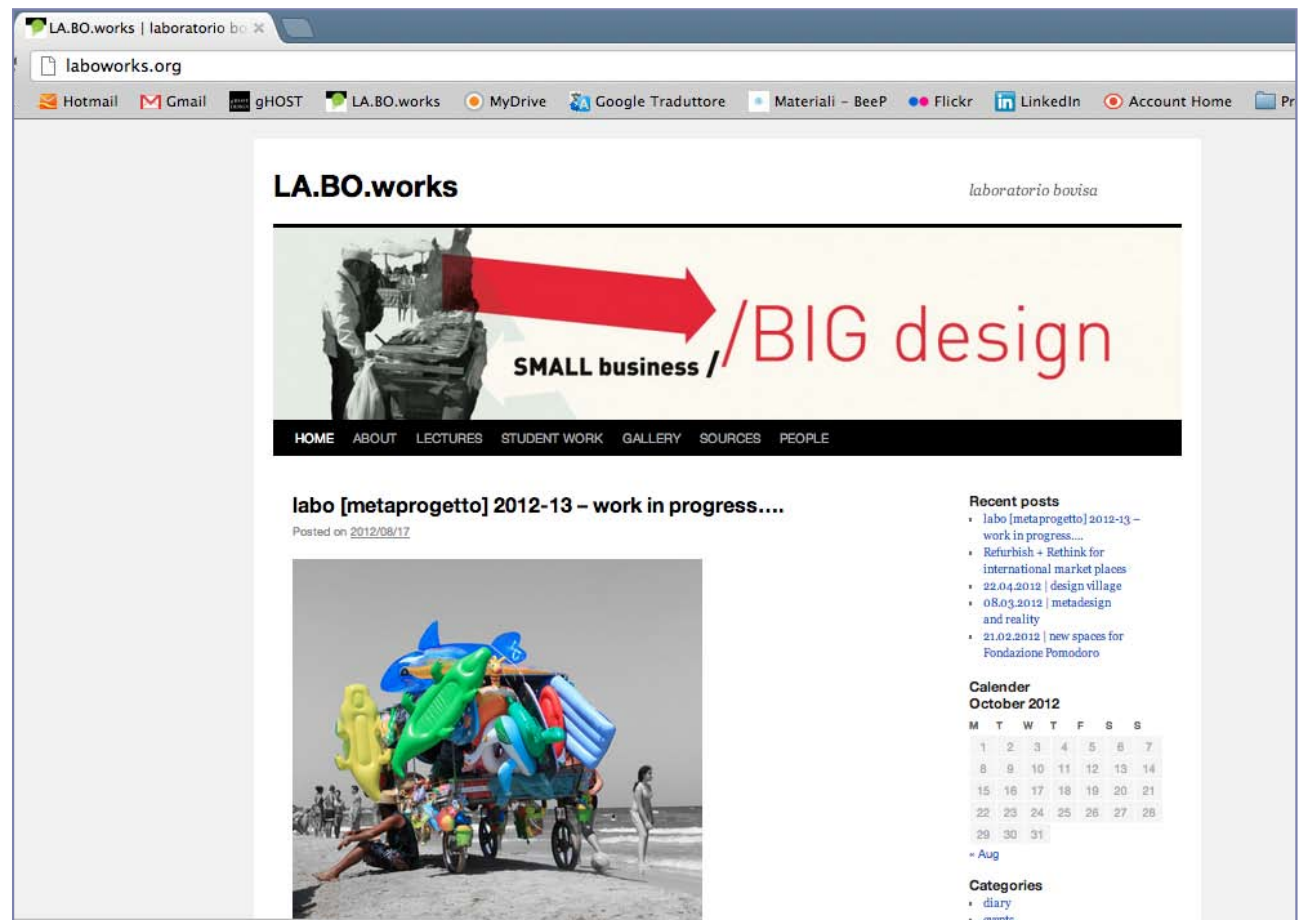 LA.BO.works | laboratorio bo
laboworks.org
Hotmail Gmail gHOST LA.BO.works MyDrive Google Traduttore Materiali – BeeP Flickr LinkedIn Account Home Pr
LA.BO.works
laboratorio bovisa
SMALL business / /BIG design
HOME ABOUT LECTURES STUDENT WORK GALLERY SOURCES PEOPLE
labo [metaprogetto] 2012-13 – work in progress....
Posted on 2012/08/17
Recent posts
labo [metaprogetto] 2012-13 –
work in progress....
Refurbish + Rethink for
international market places
22.04.2012 | design village
08.03.2012 | metadesign
and reality
21.02.2012 | new spaces for
Fondazione Pomodoro
Calender
October 2012
M T W T F S S
1 2 3 4 5 6 7
8 9 10 11 12 13 14
15 16 17 18 19 20 21
22 23 24 25 26 27 28
29 30 31
« Aug
Categories
diary
events